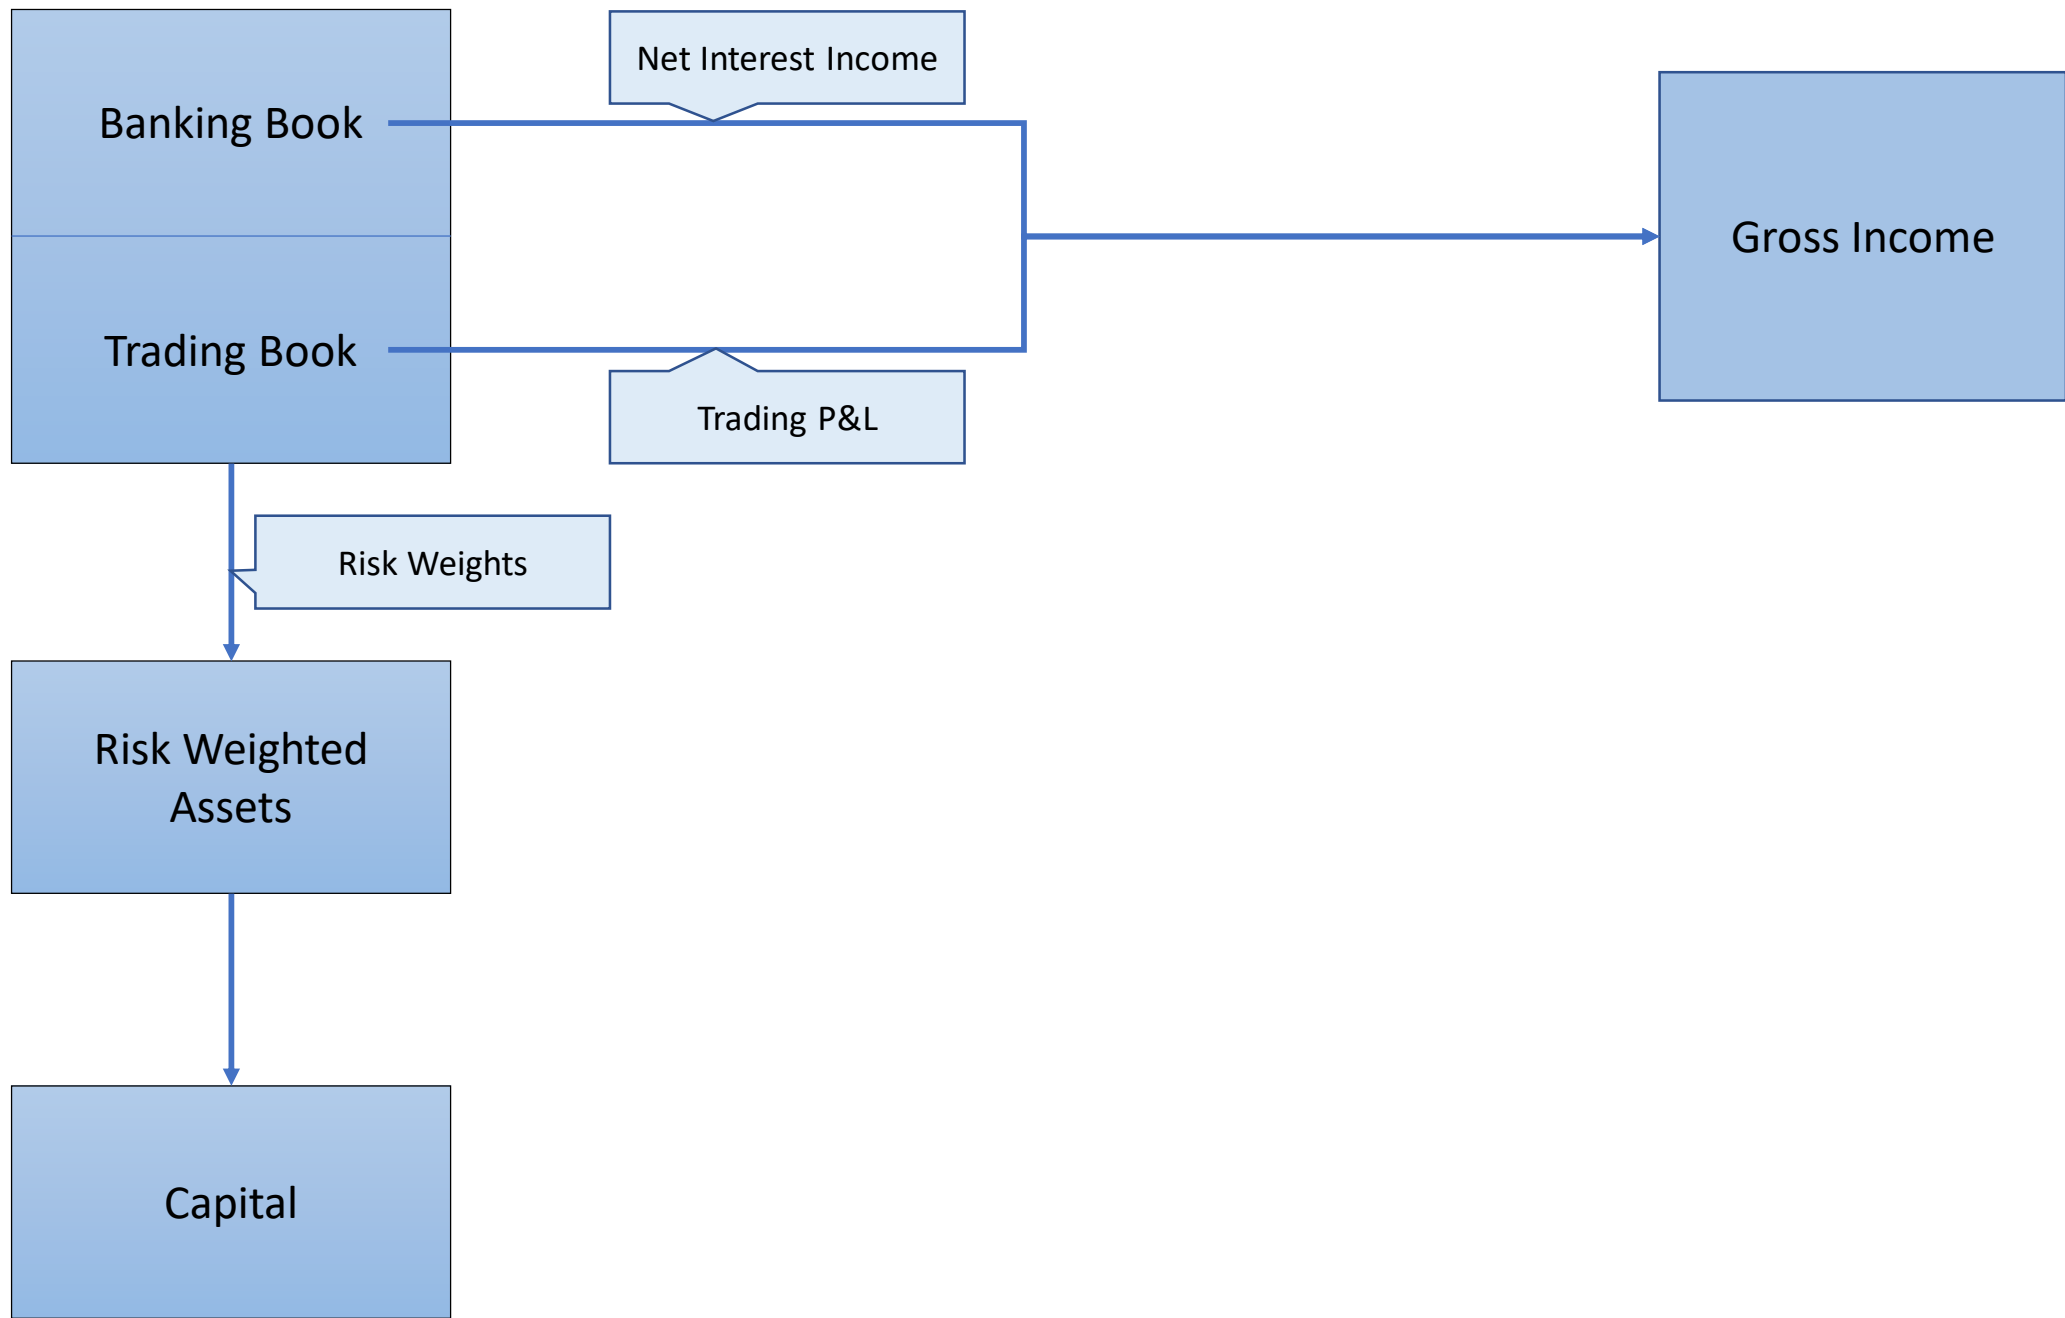 Net Interest Income
Banking Book
Gross Income
Trading Book
Trading P&L
Risk Weights
Risk Weighted
Assets
Capital